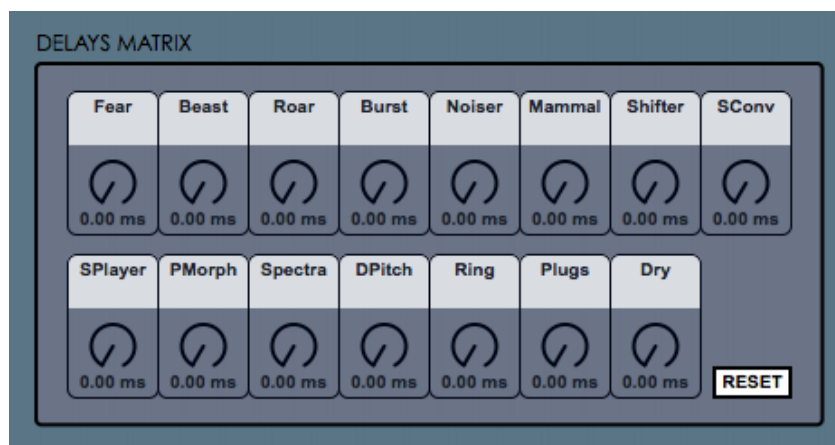 DELAYS MATRIX
Fear Beast Roar Burst Noiser Mammal Shifter SConv
0.00 ms 0.00 ms 0.00 ms 0.00 ms 0.00 ms 0.00 ms 0.00 ms 0.00 ms
SPlayer PMorph Spectra DPitch Ring Plugs Dry
0.00 ms 0.00 ms 0.00 ms 0.00 ms 0.00 ms 0.00 ms 0.00 ms RESET